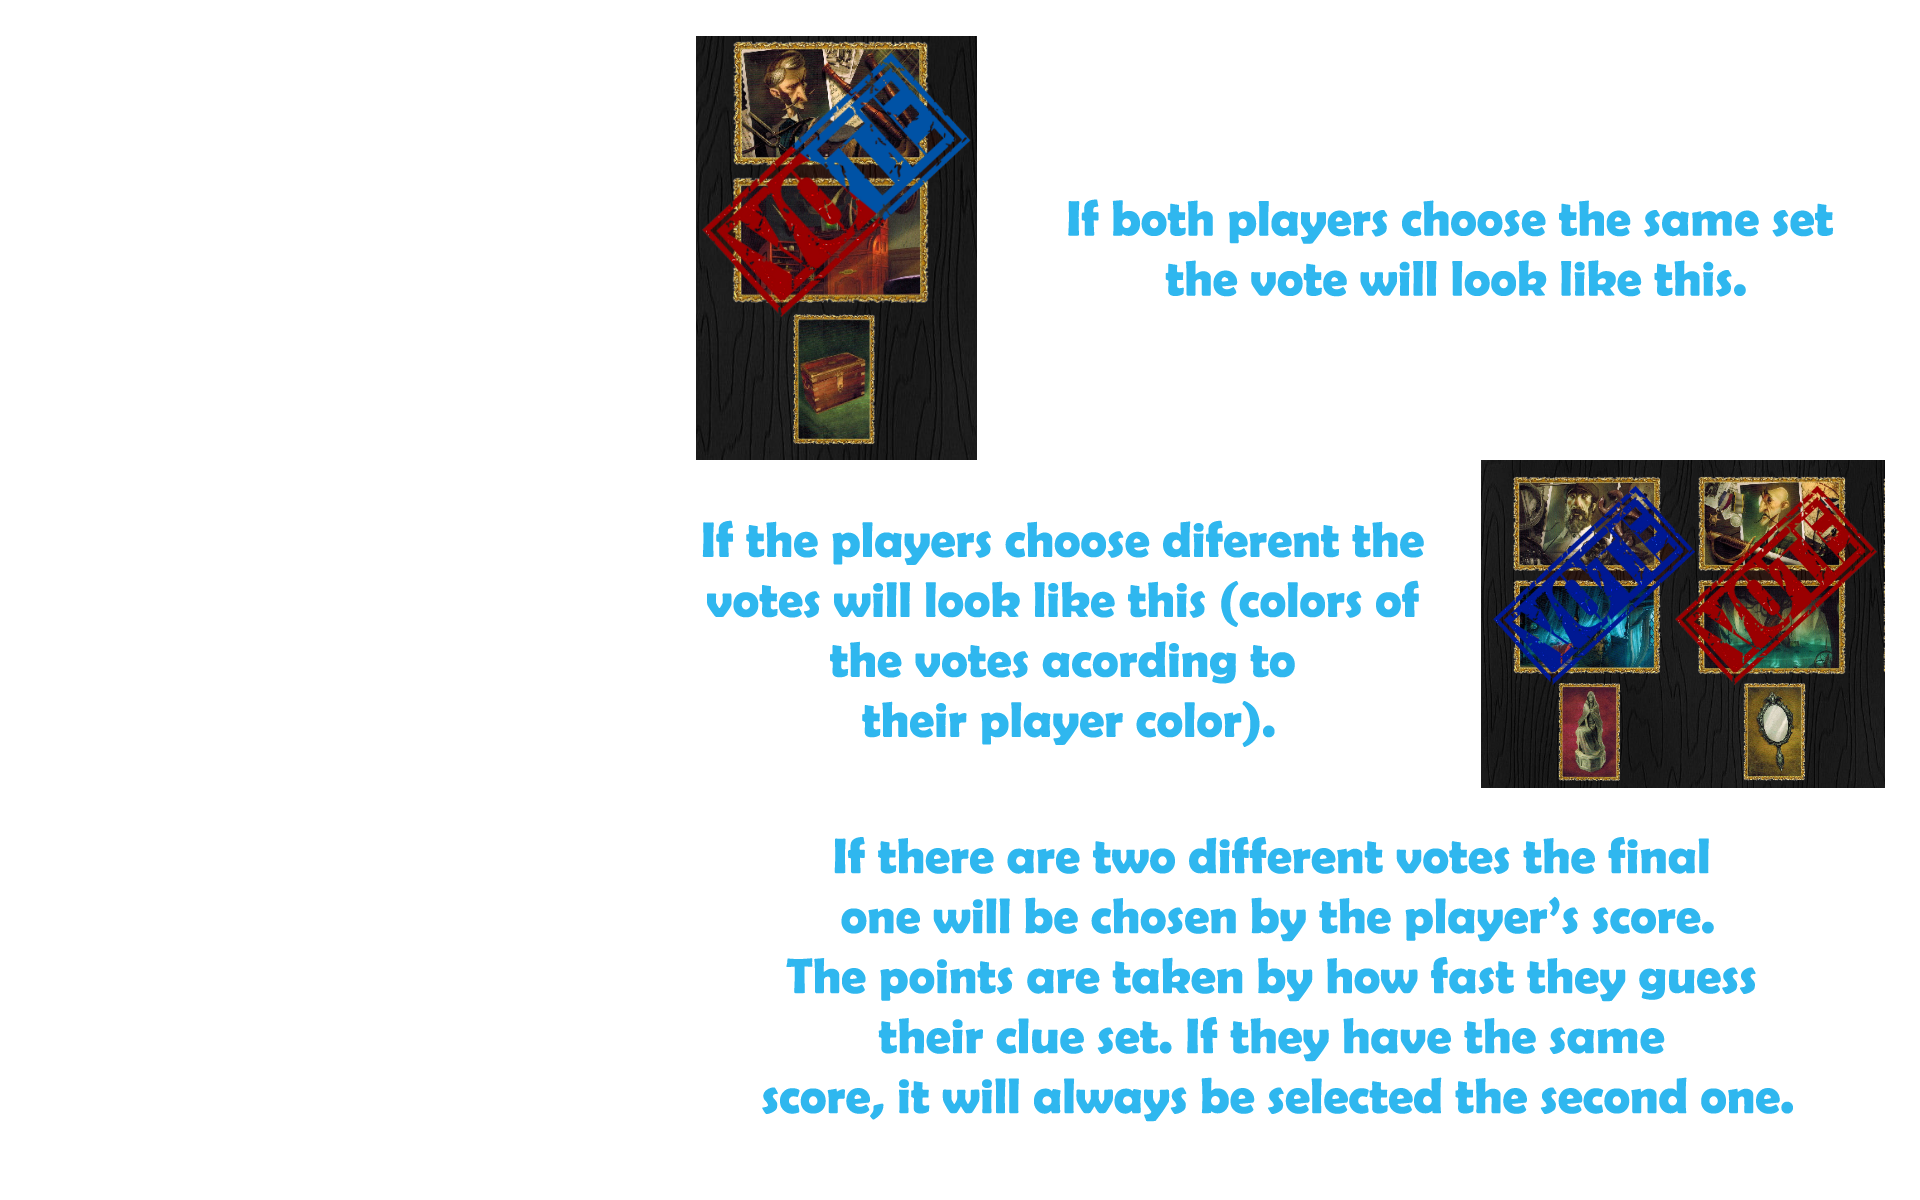 VOTE
If both players choose the same set
the vote will look like this.
If the players choose diferent the
votes will look like this (colors of
the votes acording to
their player color).
VOTE
VOTE
If there are two different votes the final
one will be chosen by the player’s score.
The points are taken by how fast they guess
their clue set. If they have the same
score, it will always be selected the second one.